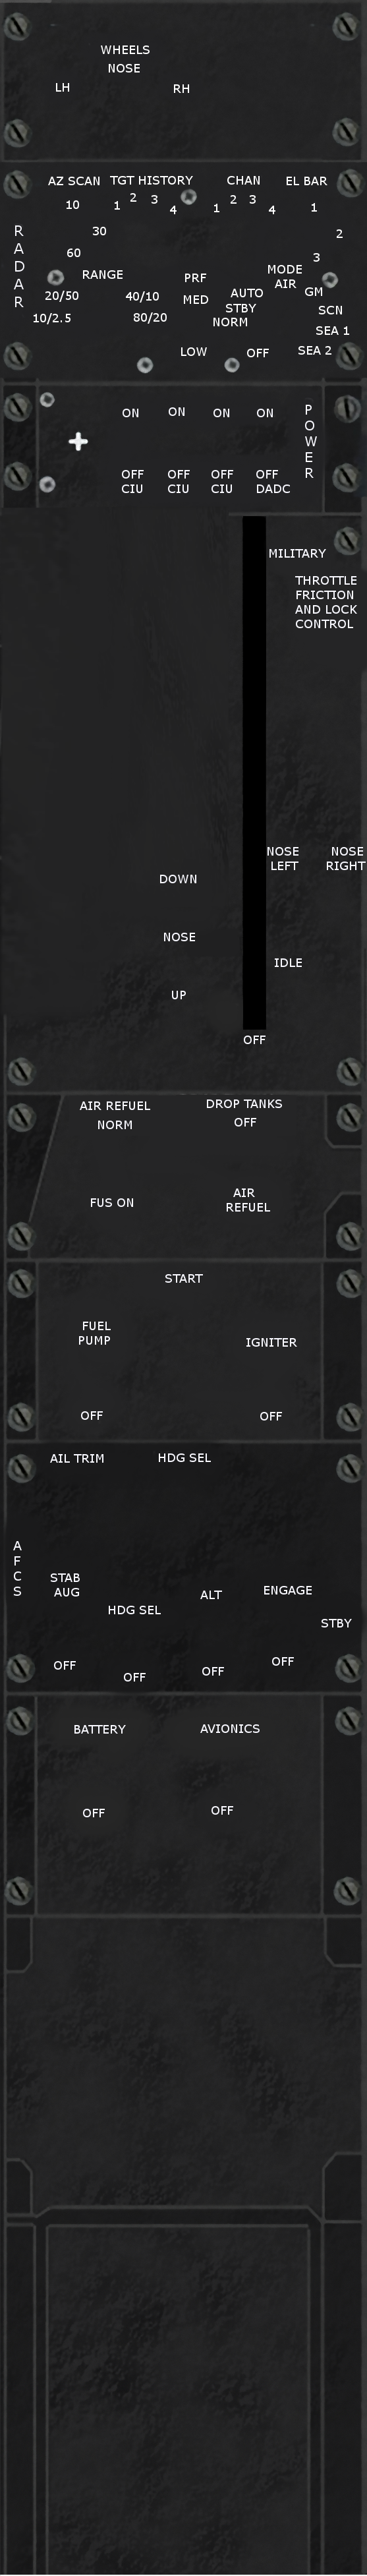 WHEELS
NOSE
LH
RH
AZ SCAN TGT HISTORY CHAN EL BAR
10 1 2 3 4 1 2 3 4 1
RADAR
30 2
60 3
RANGE PRF MODE
AIR
20/50 40/10 MED AUTO GM
10/2.5 80/20 STBY SCN
NORM SEA 1
LOW OFF SEA 2
ON ON ON ON
POWER
OFF OFF OFF OFF
CIU CIU CIU DADC
MILITARY
THROTTLE
FRICTION
AND LOCK
CONTROL
NOSE NOSE
LEFT RIGHT
DOWN
NOSE
IDLE
UP
OFF
AIR REFUEL DROP TANKS
NORM OFF
FUS ON AIR
REFUEL
START
FUEL
PUMP
IGNITER
OFF OFF
AIL TRIM HDG SEL
AFCS
STAB
AUG
HDG SEL
ALT
ENGAGE
STBY
OFF OFF OFF OFF
BATTERY AVIONICS
OFF OFF